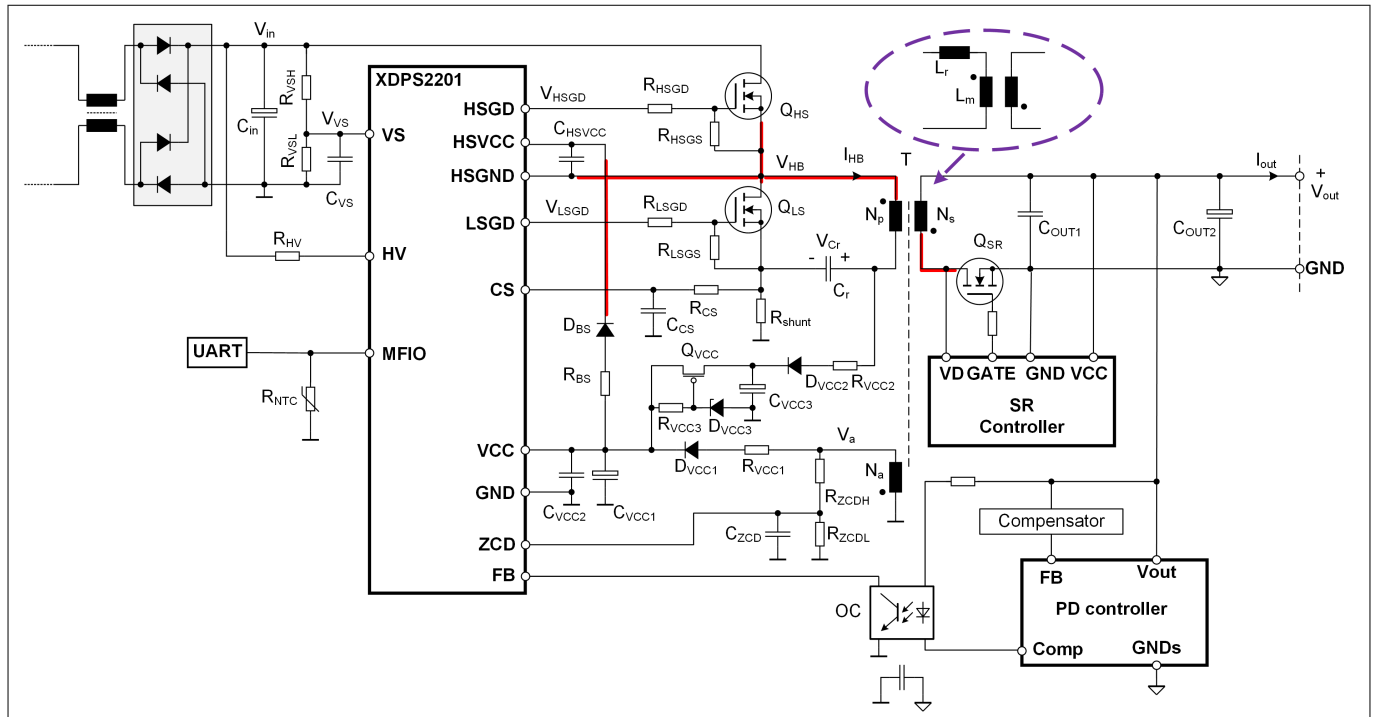 V_in
XDPS2201
R_VSH
C_in
R_VSL
V_VS
C_VS
VS
R_HV
HV
UART
MFIO
R_NTC
HSGD
HSVCC
HSGND
LSGD
CS
VCC
GND
ZCD
FB
V_HSGD
R_HSGD
Q_HS
R_HSGS
C_HSVCC
V_HB
I_HB
T
V_LSGD
R_LSGD
Q_LS
R_LSGS
V_Cr
- +
C_r
N_p
N_s
L_r
L_m
R_CS
C_CS
R_shunt
D_BS
R_BS
Q_VCC
D_VCC2
R_VCC2
C_VCC3
R_VCC3
D_VCC3
D_VCC1
R_VCC1
V_a
N_a
R_ZCDH
C_VCC2
C_VCC1
C_ZCD
R_ZCDL
I_out
+
V_out
C_OUT1
C_OUT2
Q_SR
GND
VD GATE GND VCC
SR
Controller
Compensator
FB
Vout
PD controller
Comp
GNDs
OC